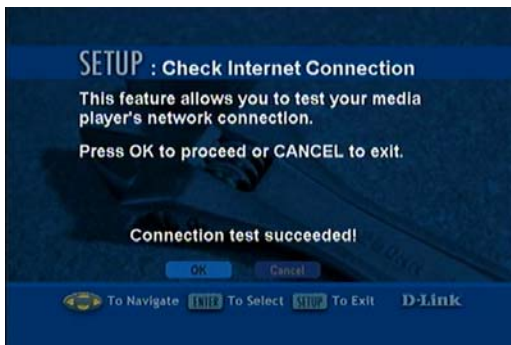 SETUP : Check Internet Connection
This feature allows you to test your media
player's network connection.
Press OK to proceed or CANCEL to exit.
Connection test succeeded!
OK Cancel
To Navigate ENTER To Select SETUP To Exit D-Link